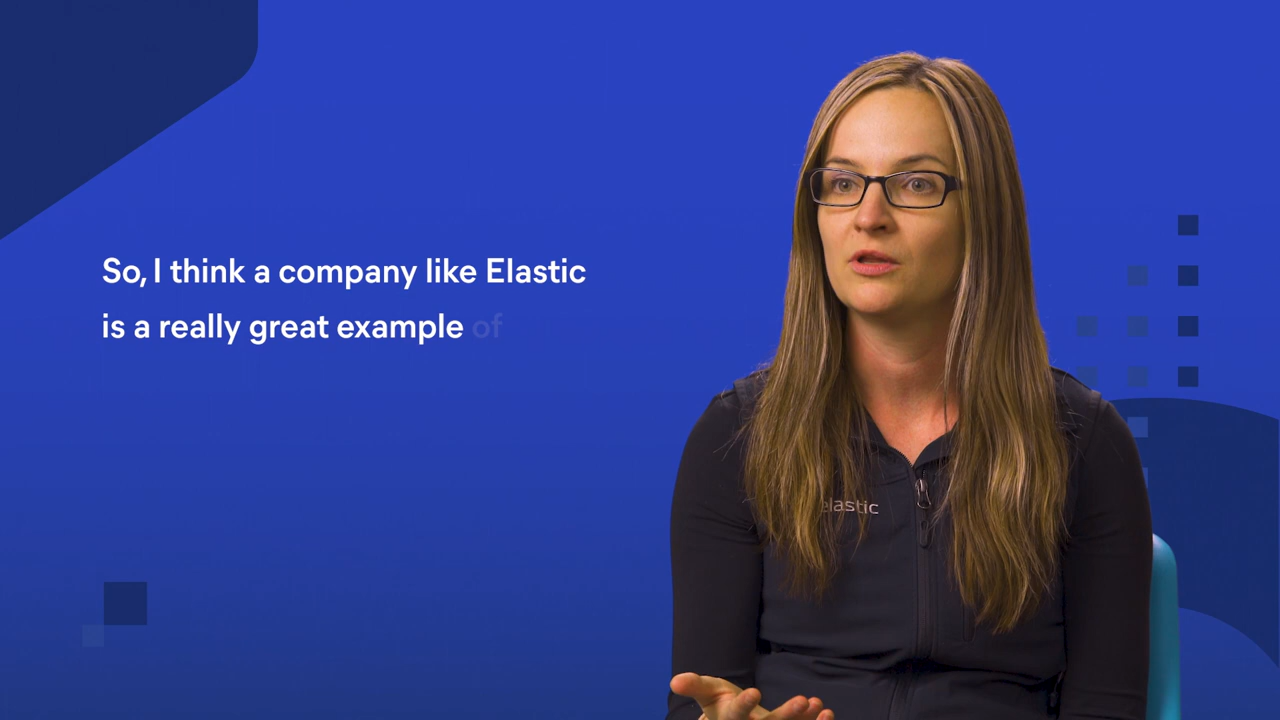 So, I think a company like Elastic
is a really great example of
elastic